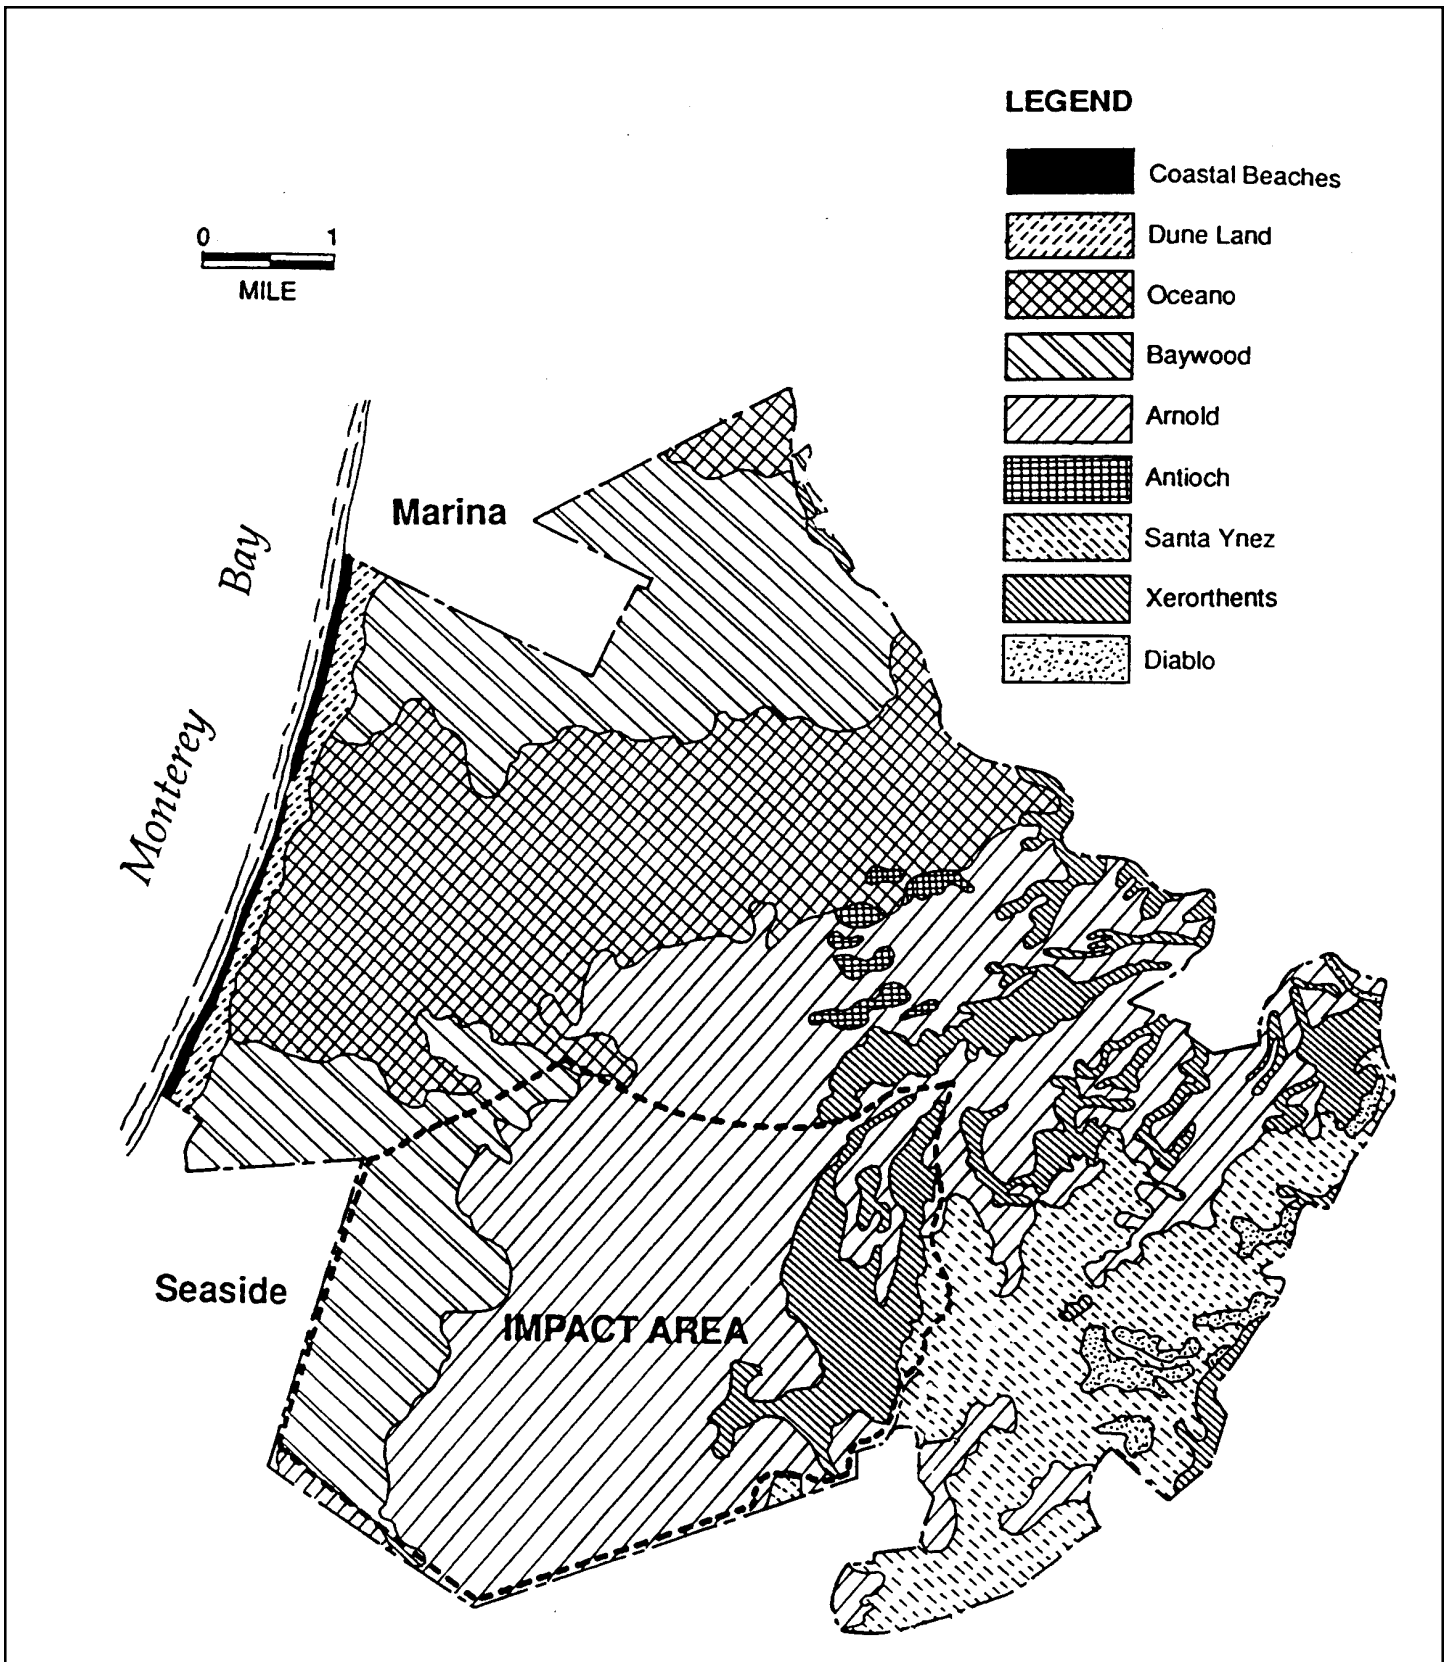 LEGEND
Coastal Beaches
Dune Land
Oceano
Baywood
Arnold
Antioch
Santa Ynez
Xerorthents
Diablo
0 1
MILE
Marina
Monterey Bay
Seaside
IMPACT AREA